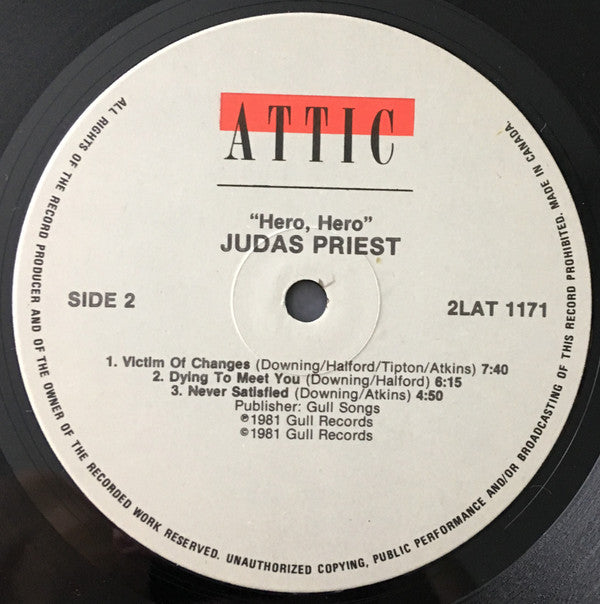 ATTIC
"Hero, Hero"
JUDAS PRIEST
SIDE 2
2LAT 1171
1. Victim Of Changes (Downing/Halford/Tipton/Atkins) 7:40
2. Dying To Meet You (Downing/Halford) 6:15
3. Never Satisfied (Downing/Atkins) 4:50
Publisher: Gull Songs
℗1981 Gull Records
©1981 Gull Records
ALL RIGHTS OF THE RECORD PRODUCER AND OF THE OWNER OF THE RECORDED WORK RESERVED. UNAUTHORIZED COPYING, PUBLIC PERFORMANCE AND/OR BROADCASTING OF THIS RECORD PROHIBITED. MADE IN CANADA.